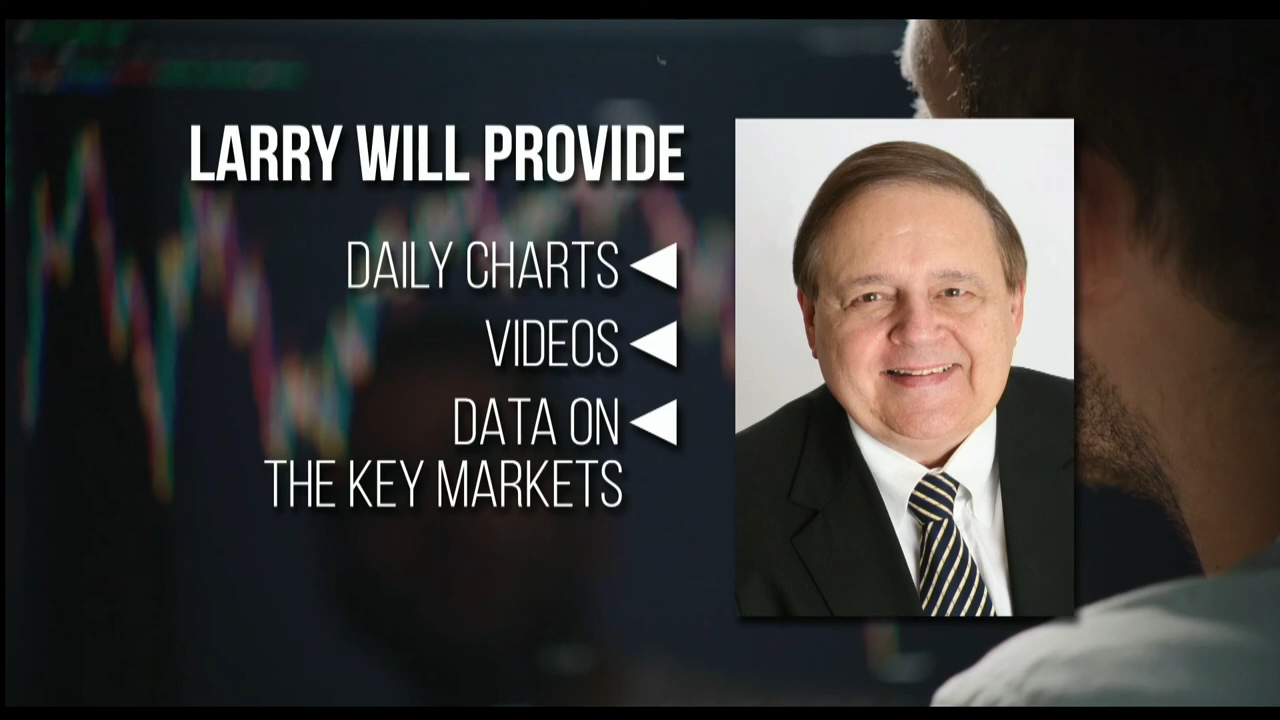 LARRY WILL PROVIDE
DAILY CHARTS
VIDEOS
DATA ON
THE KEY MARKETS